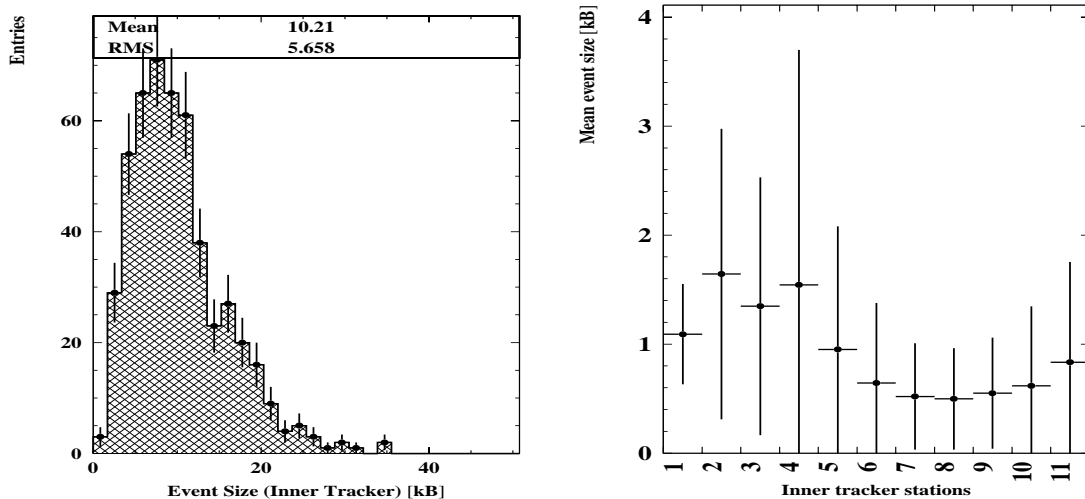 Mean 10.21
RMS 5.658
Entries
60
40
20
0
0 20 40
Event Size (Inner Tracker) [kB]
Mean event size [kB]
4
3
2
1
0
1 2 3 4 5 6 7 8 9 10 11
Inner tracker stations